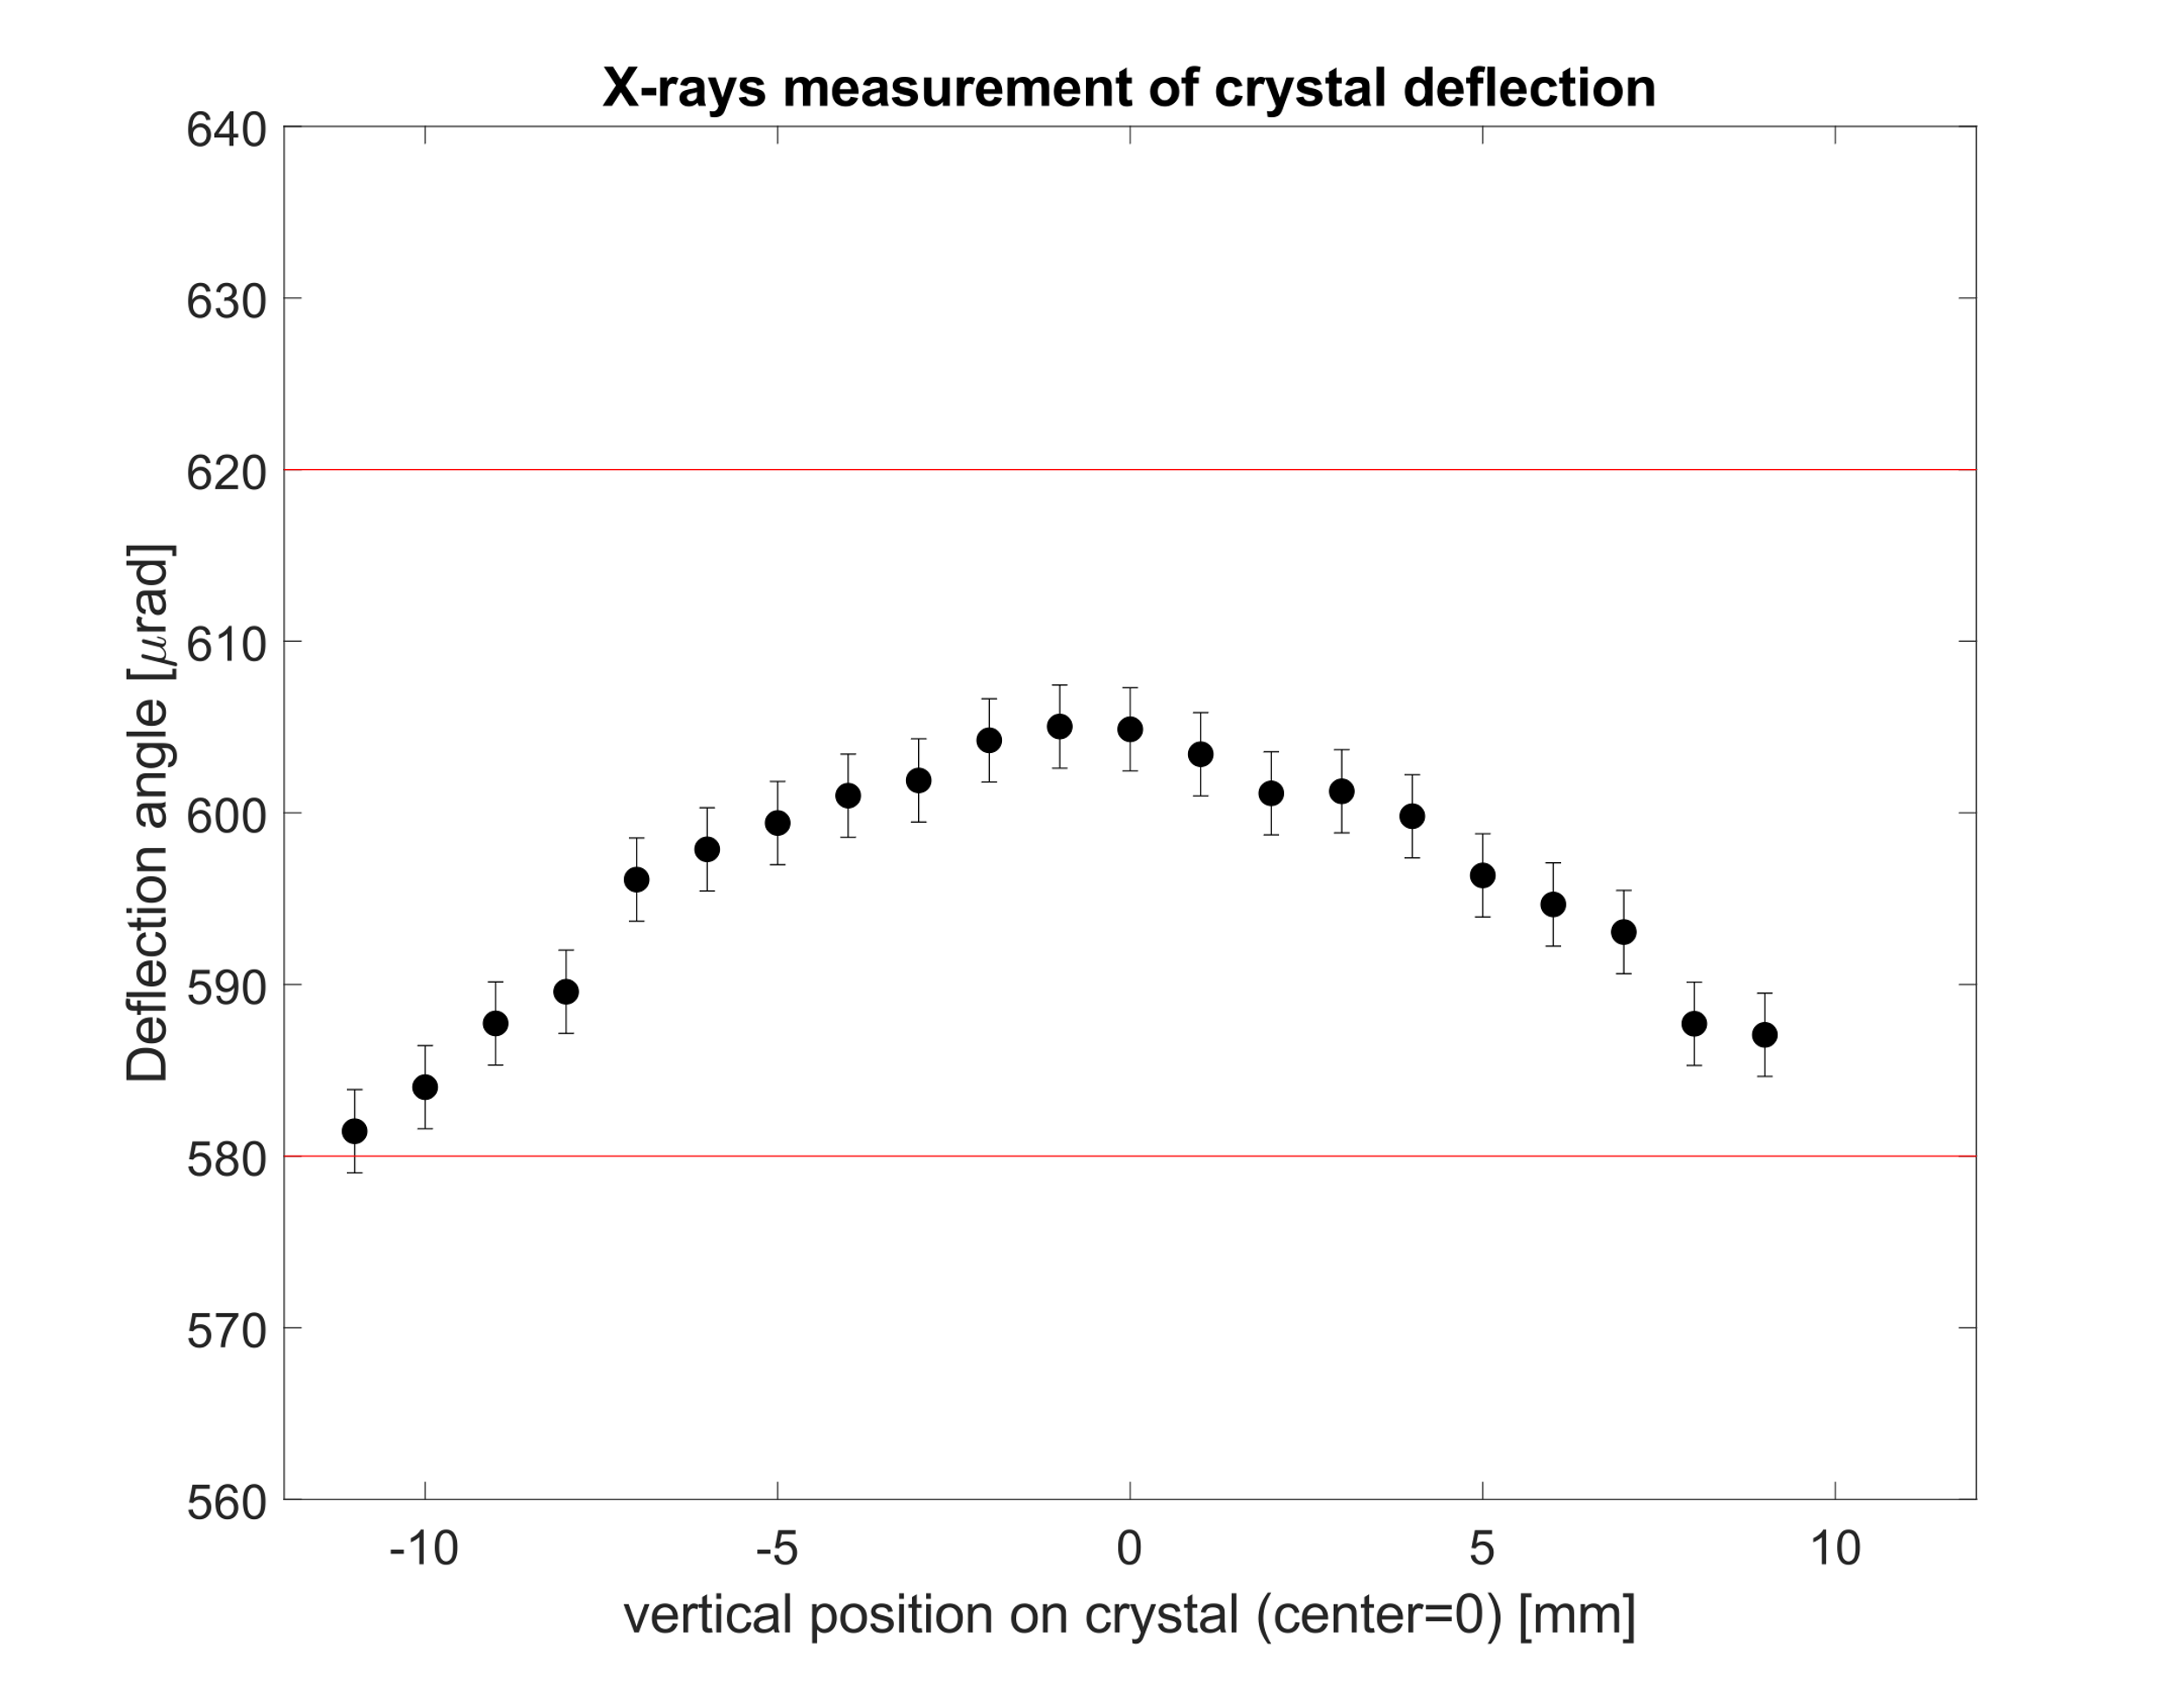 X-rays measurement of crystal deflection
640
630
620
610
600
590
580
570
560
Deflection angle [μrad]
-10 -5 0 5 10
vertical position on crystal (center=0) [mm]